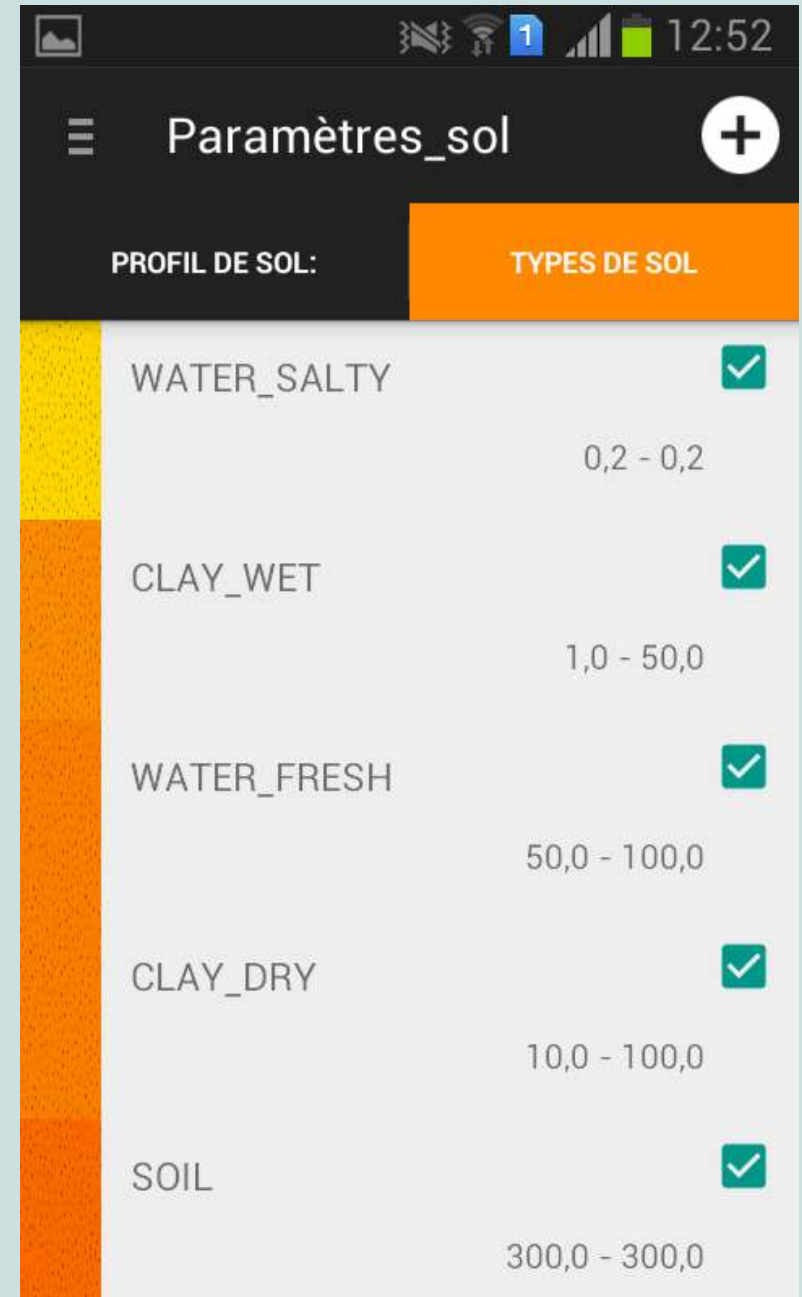 1 12:52
Paramètres_sol
PROFIL DE SOL: TYPES DE SOL
WATER_SALTY
0,2 - 0,2
CLAY_WET
1,0 - 50,0
WATER_FRESH
50,0 - 100,0
CLAY_DRY
10,0 - 100,0
SOIL
300,0 - 300,0